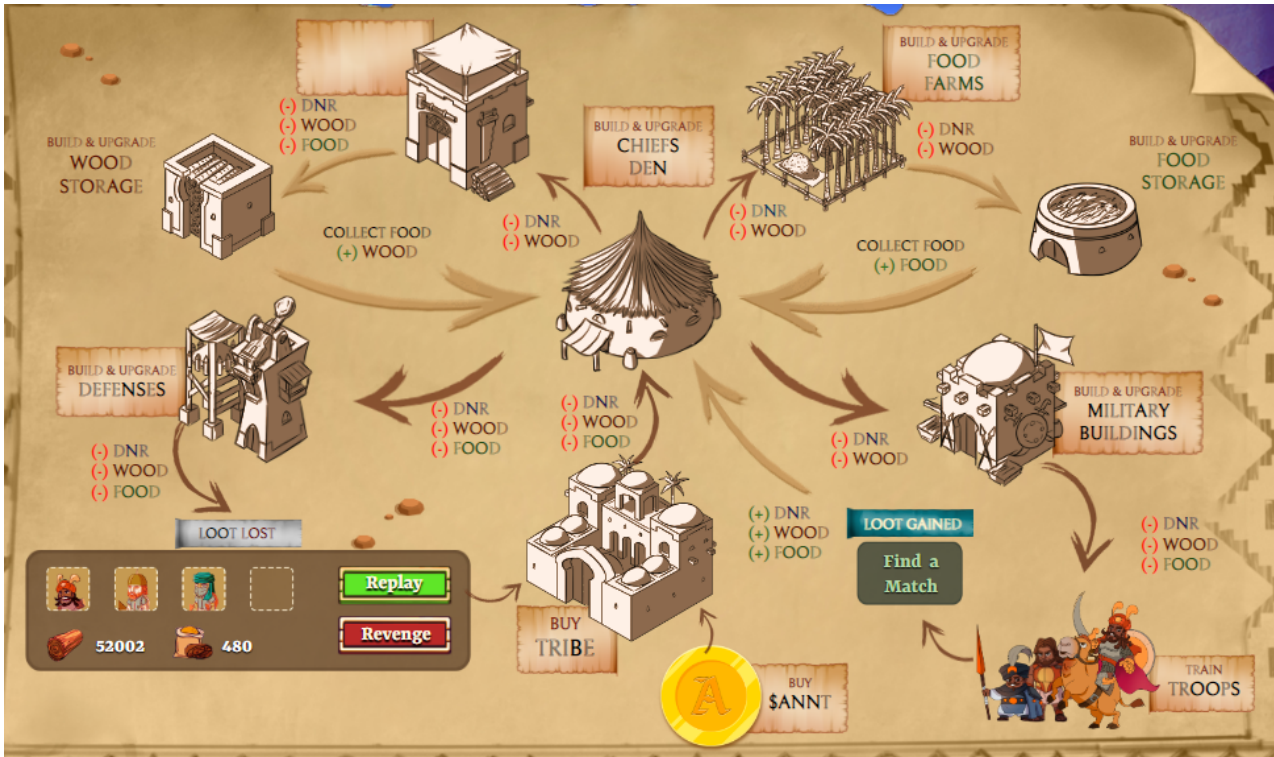 BUILD & UPGRADE
FOOD
FARMS
(-) DNR
(-) WOOD
(-) FOOD
BUILD & UPGRADE
CHIEFS
DEN
(-) DNR
(-) WOOD
BUILD & UPGRADE
WOOD
STORAGE
BUILD & UPGRADE
FOOD
STORAGE
(-) DNR
(-) WOOD
(-) DNR
(-) WOOD
COLLECT FOOD
(+) WOOD
COLLECT FOOD
(+) FOOD
BUILD & UPGRADE
DEFENSES
(-) DNR
(-) WOOD
(-) FOOD
(-) DNR
(-) WOOD
(-) FOOD
(-) DNR
(-) WOOD
BUILD & UPGRADE
MILITARY
BUILDINGS
(-) DNR
(-) WOOD
(-) FOOD
LOOT LOST
(+) DNR
(+) WOOD
(+) FOOD
LOOT GAINED
Find a
Match
(-) DNR
(-) WOOD
(-) FOOD
Replay
Revenge
52002
480
BUY
TRIBE
A
BUY
$ANNT
TRAIN
TROOPS